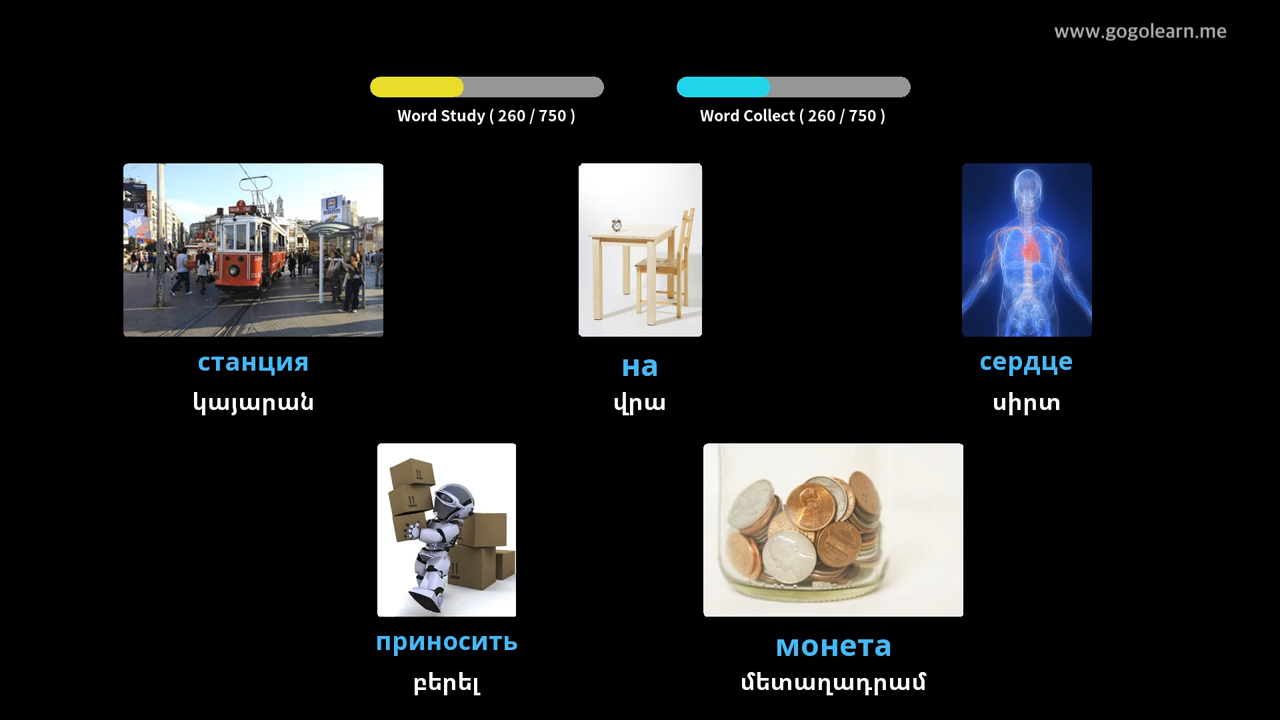 www.gogolearn.me
Word Study ( 260 / 750 )
Word Collect ( 260 / 750 )
станция
կայարան
на
վրա
сердце
սիրտ
приносить
բերել
монета
մետաղադրամ